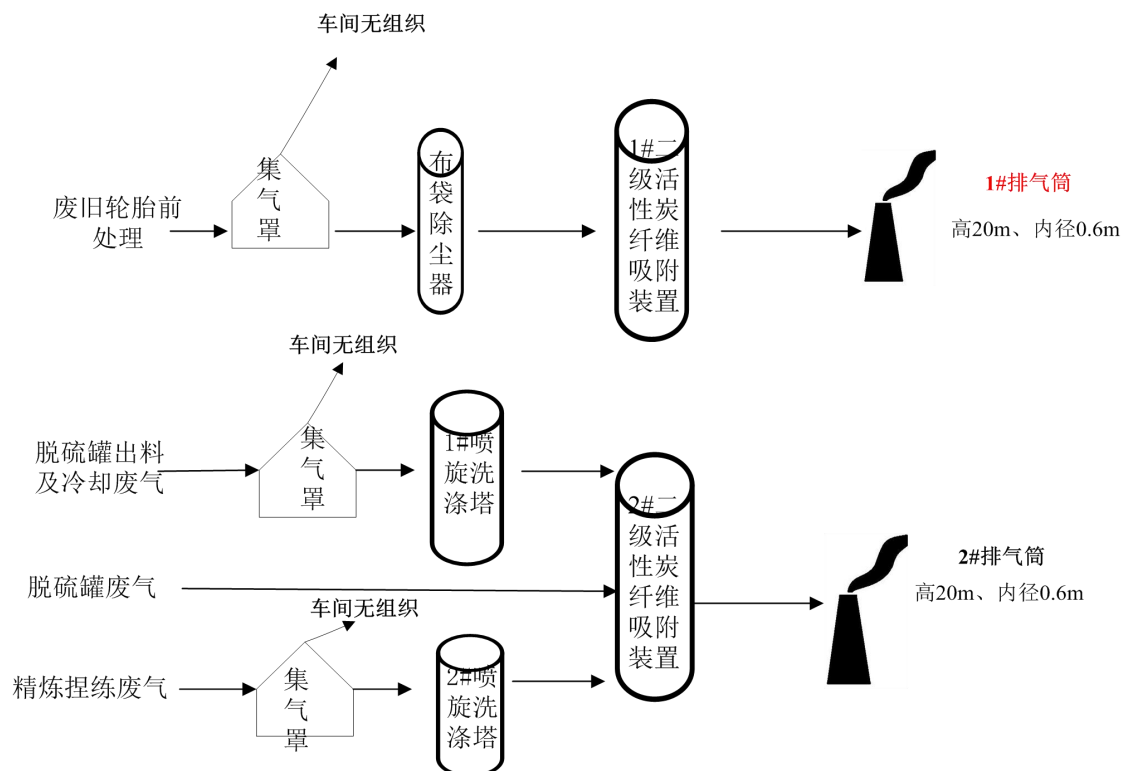 车间无组织
集
气
罩
废旧轮胎前
处理
布
袋
除
尘
器
1#二
级活
性炭
纤维
吸附
装置
1#排气筒
高20m、内径0.6m
车间无组织
脱硫罐出料
及冷却废气
集
气
罩
1#喷
旋洗
涤塔
2#二
级活
性炭
纤维
吸附
装置
2#排气筒
高20m、内径0.6m
脱硫罐废气
车间无组织
精炼捏练废气
集
气
罩
2#喷
旋洗
涤塔